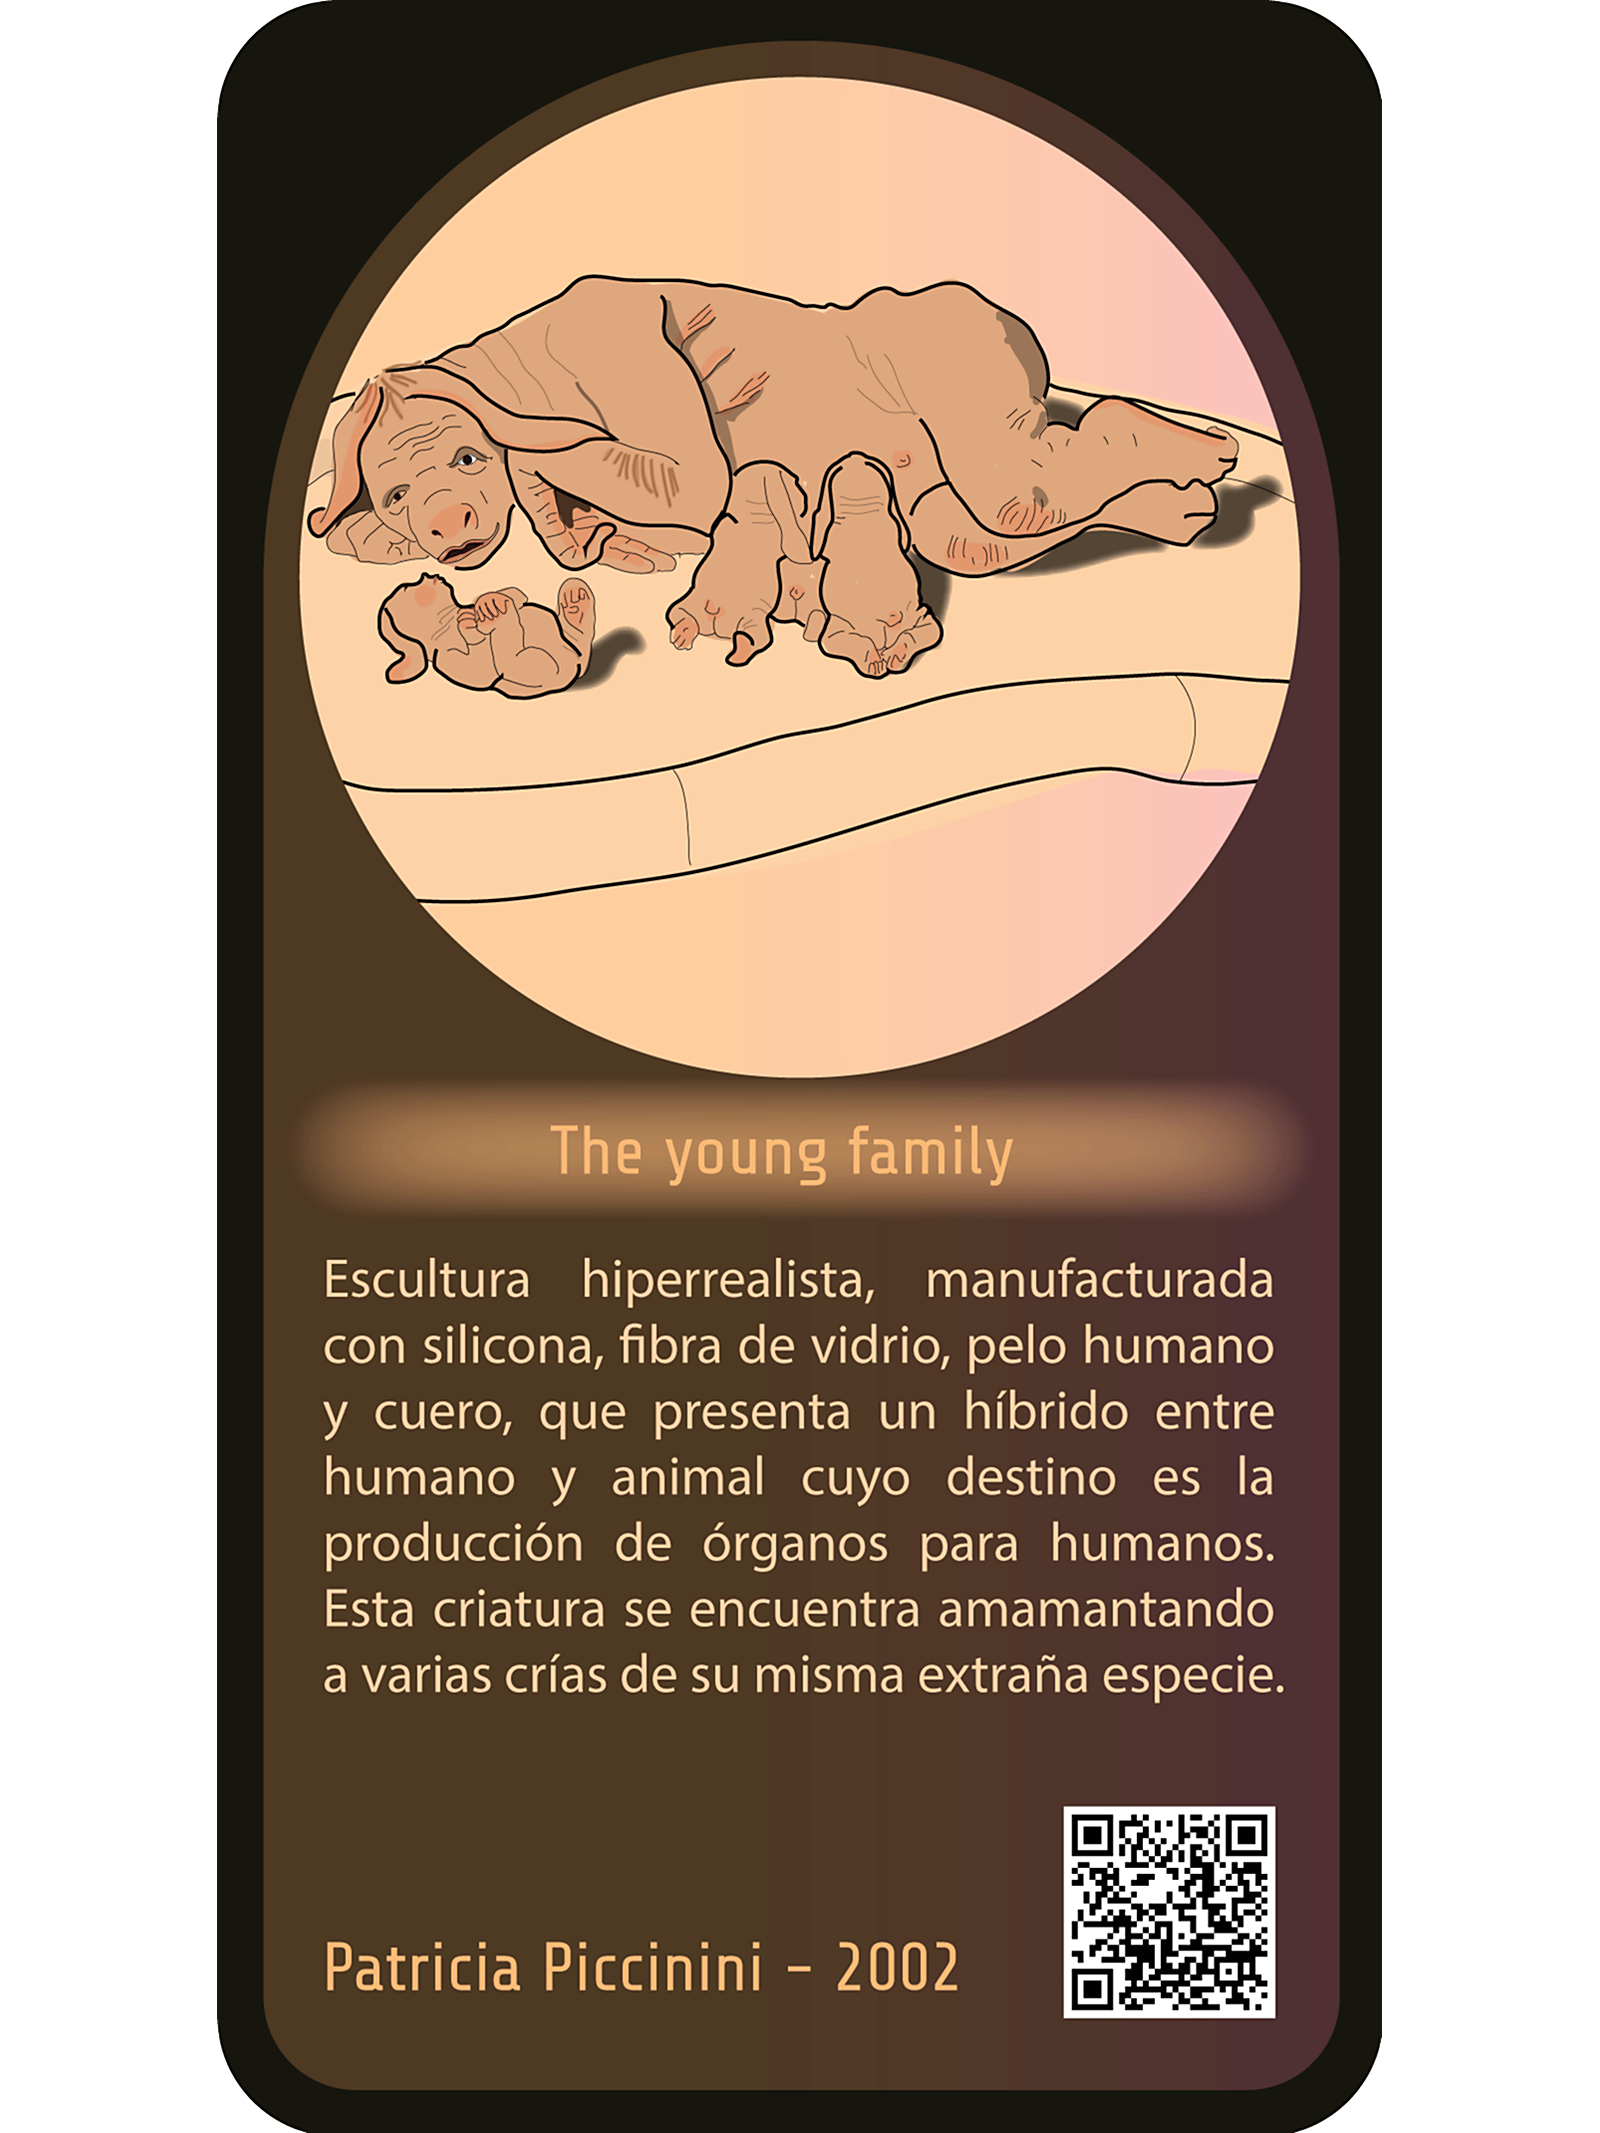 The young family
Escultura hiperrealista, manufacturada
con silicona, fibra de vidrio, pelo humano
y cuero, que presenta un híbrido entre
humano y animal cuyo destino es la
producción de órganos para humanos.
Esta criatura se encuentra amamantando
a varias crías de su misma extraña especie.
Patricia Piccinini - 2002